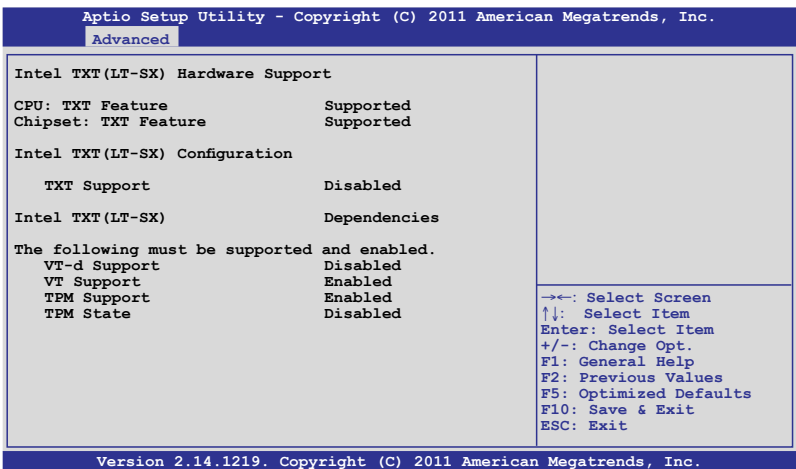 Aptio Setup Utility - Copyright (C) 2011 American Megatrends, Inc.
Advanced
Intel TXT(LT-SX) Hardware Support
CPU: TXT Feature Supported
Chipset: TXT Feature Supported
Intel TXT(LT-SX) Configuration
TXT Support Disabled
Intel TXT(LT-SX) Dependencies
The following must be supported and enabled.
VT-d Support Disabled
VT Support Enabled
TPM Support Enabled
TPM State Disabled
→←: Select Screen
↑↓: Select Item
Enter: Select Item
+/-: Change Opt.
F1: General Help
F2: Previous Values
F5: Optimized Defaults
F10: Save & Exit
ESC: Exit
Version 2.14.1219. Copyright (C) 2011 American Megatrends, Inc.